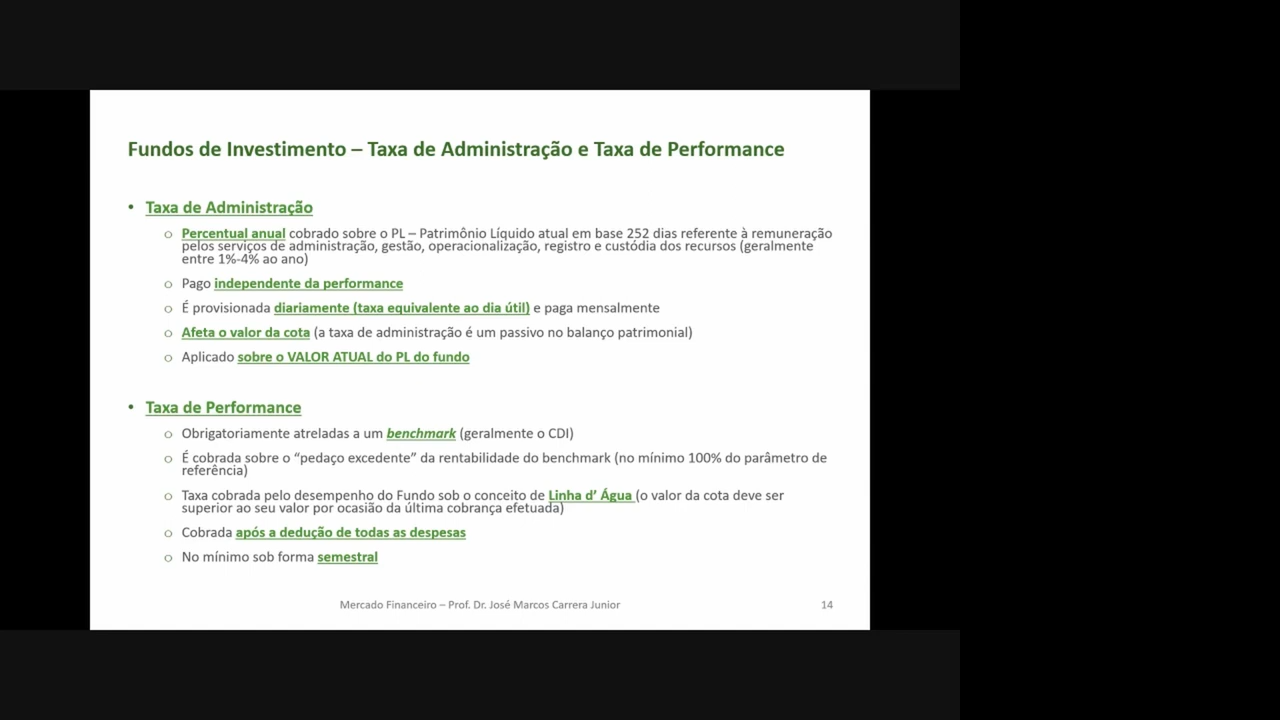 Fundos de Investimento – Taxa de Administração e Taxa de Performance
• Taxa de Administração
o Percentual anual cobrado sobre o PL – Patrimônio Líquido atual em base 252 dias referente à remuneração
pelos serviços de administração, gestão, operacionalização, registro e custódia dos recursos (geralmente
entre 1%-4% ao ano)
o Pago independente da performance
o É provisionada diariamente (taxa equivalente ao dia útil) e paga mensalmente
o Afeta o valor da cota (a taxa de administração é um passivo no balanço patrimonial)
o Aplicado sobre o VALOR ATUAL do PL do fundo
• Taxa de Performance
o Obrigatoriamente atreladas a um benchmark (geralmente o CDI)
o É cobrada sobre o “pedaço excedente” da rentabilidade do benchmark (no mínimo 100% do parâmetro de
referência)
o Taxa cobrada pelo desempenho do Fundo sob o conceito de Linha d’ Água (o valor da cota deve ser
superior ao seu valor por ocasião da última cobrança efetuada)
o Cobrada após a dedução de todas as despesas
o No mínimo sob forma semestral
Mercado Financeiro – Prof. Dr. José Marcos Carrera Junior
14